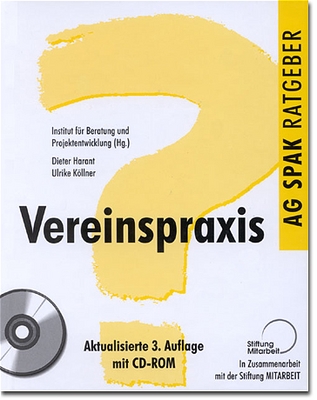 AG SPAK RATGEBER
Institut für Beratung und
Projektentwicklung (Hg.)
Dieter Harant
Ulrike Köllner
Vereinspraxis
Aktualisierte 3. Auflage
mit CD-ROM
Stiftung
Mitarbeit
In Zusammenarbeit
mit der Stiftung MITARBEIT